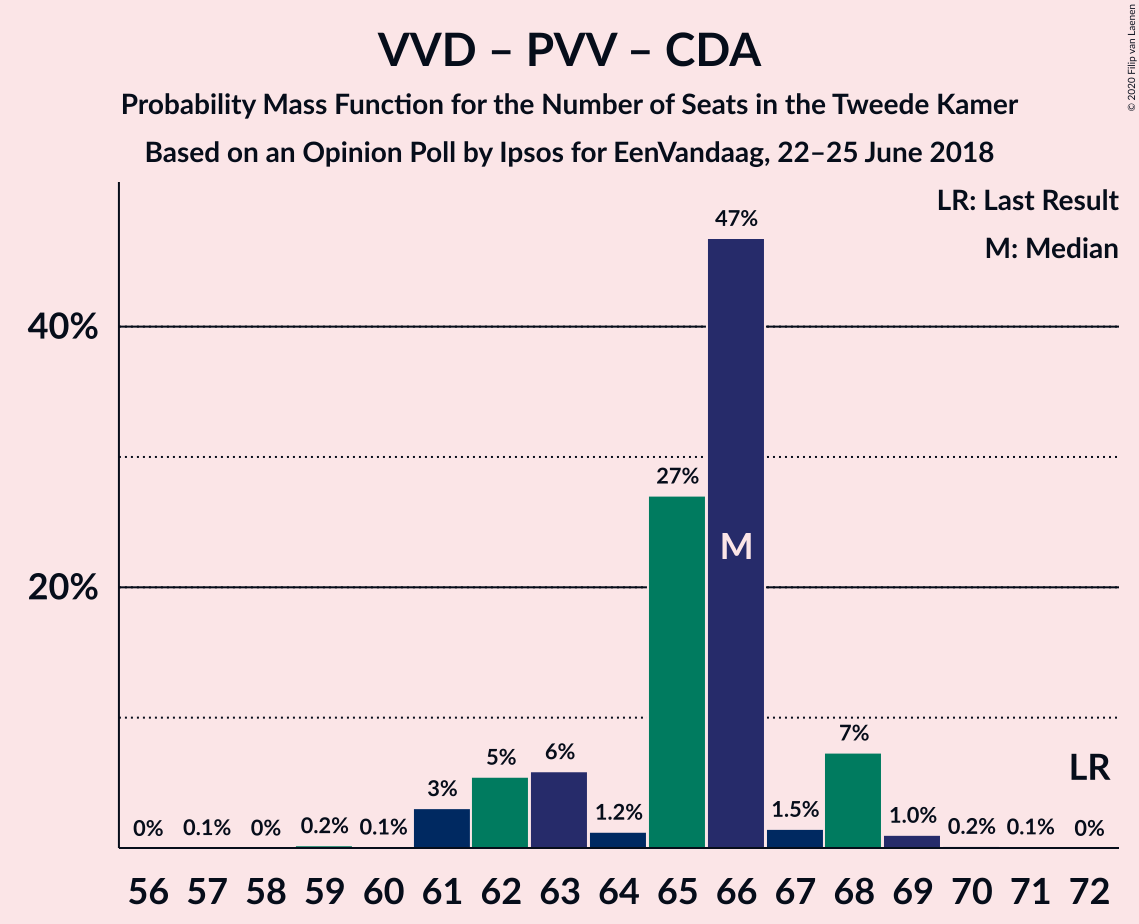 VVD – PVV – CDA
Probability Mass Function for the Number of Seats in the Tweede Kamer
Based on an Opinion Poll by Ipsos for EenVandaag, 22–25 June 2018
© 2020 Filip van Laenen
LR: Last Result
M: Median
47%
40%
27%
M
20%
7%
LR
6%
5%
3%
1.5%
1.2%
1.0%
0% 0.1% 0% 0.2% 0.1% 0.2% 0.1% 0%
56 57 58 59 60 61 62 63 64 65 66 67 68 69 70 71 72